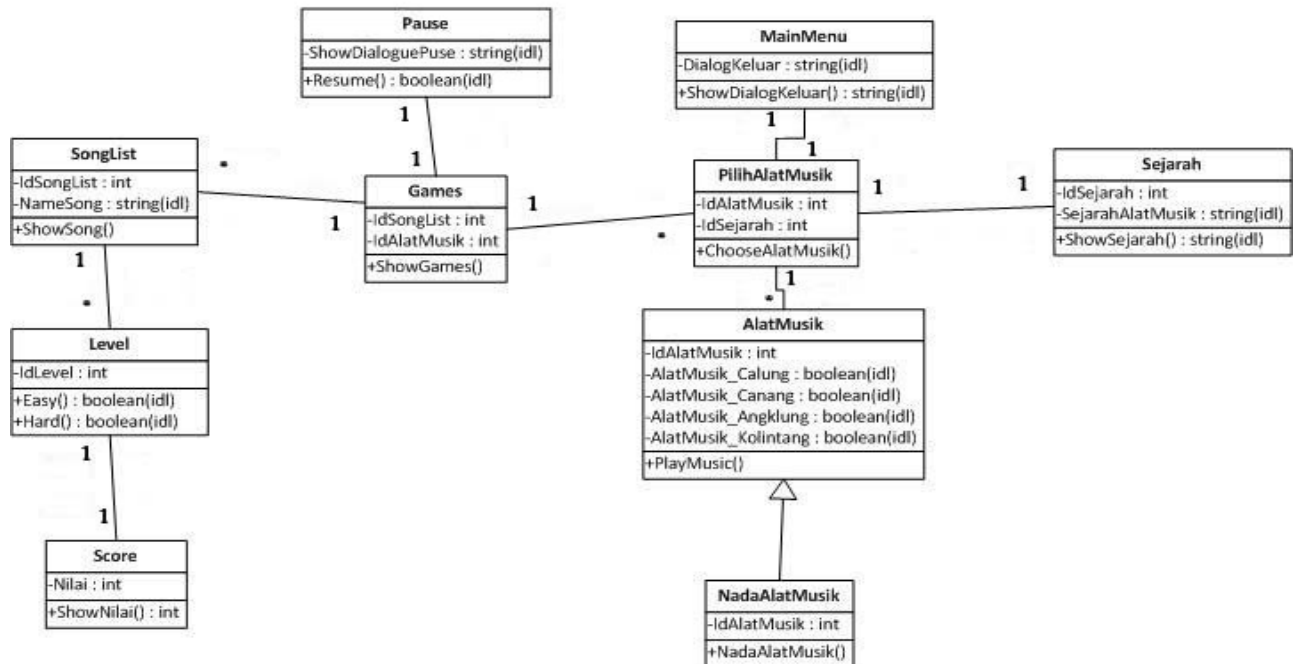 Pause
-ShowDialoguePuse : string(idl)
+Resume() : boolean(idl)
1
1
MainMenu
-DialogKeluar : string(idl)
+ShowDialogKeluar() : string(idl)
1
1
SongList
-IdSongList : int
-NameSong : string(idl)
+ShowSong()
*
1
1
*
Games
-IdSongList : int
-IdAlatMusik : int
+ShowGames()
1
*
PilihAlatMusik
-IdAlatMusik : int
-IdSejarah : int
+ChooseAlatMusik()
1
1
Sejarah
-IdSejarah : int
-SejarahAlatMusik : string(idl)
+ShowSejarah() : string(idl)
1
*
Level
-IdLevel : int
+Easy() : boolean(idl)
+Hard() : boolean(idl)
1
1
AlatMusik
-IdAlatMusik : int
-AlatMusik_Calung : boolean(idl)
-AlatMusik_Canang : boolean(idl)
-AlatMusik_Angklung : boolean(idl)
-AlatMusik_Kolintang : boolean(idl)
+PlayMusic()
Score
-Nilai : int
+ShowNilai() : int
NadaAlatMusik
-IdAlatMusik : int
+NadaAlatMusik()